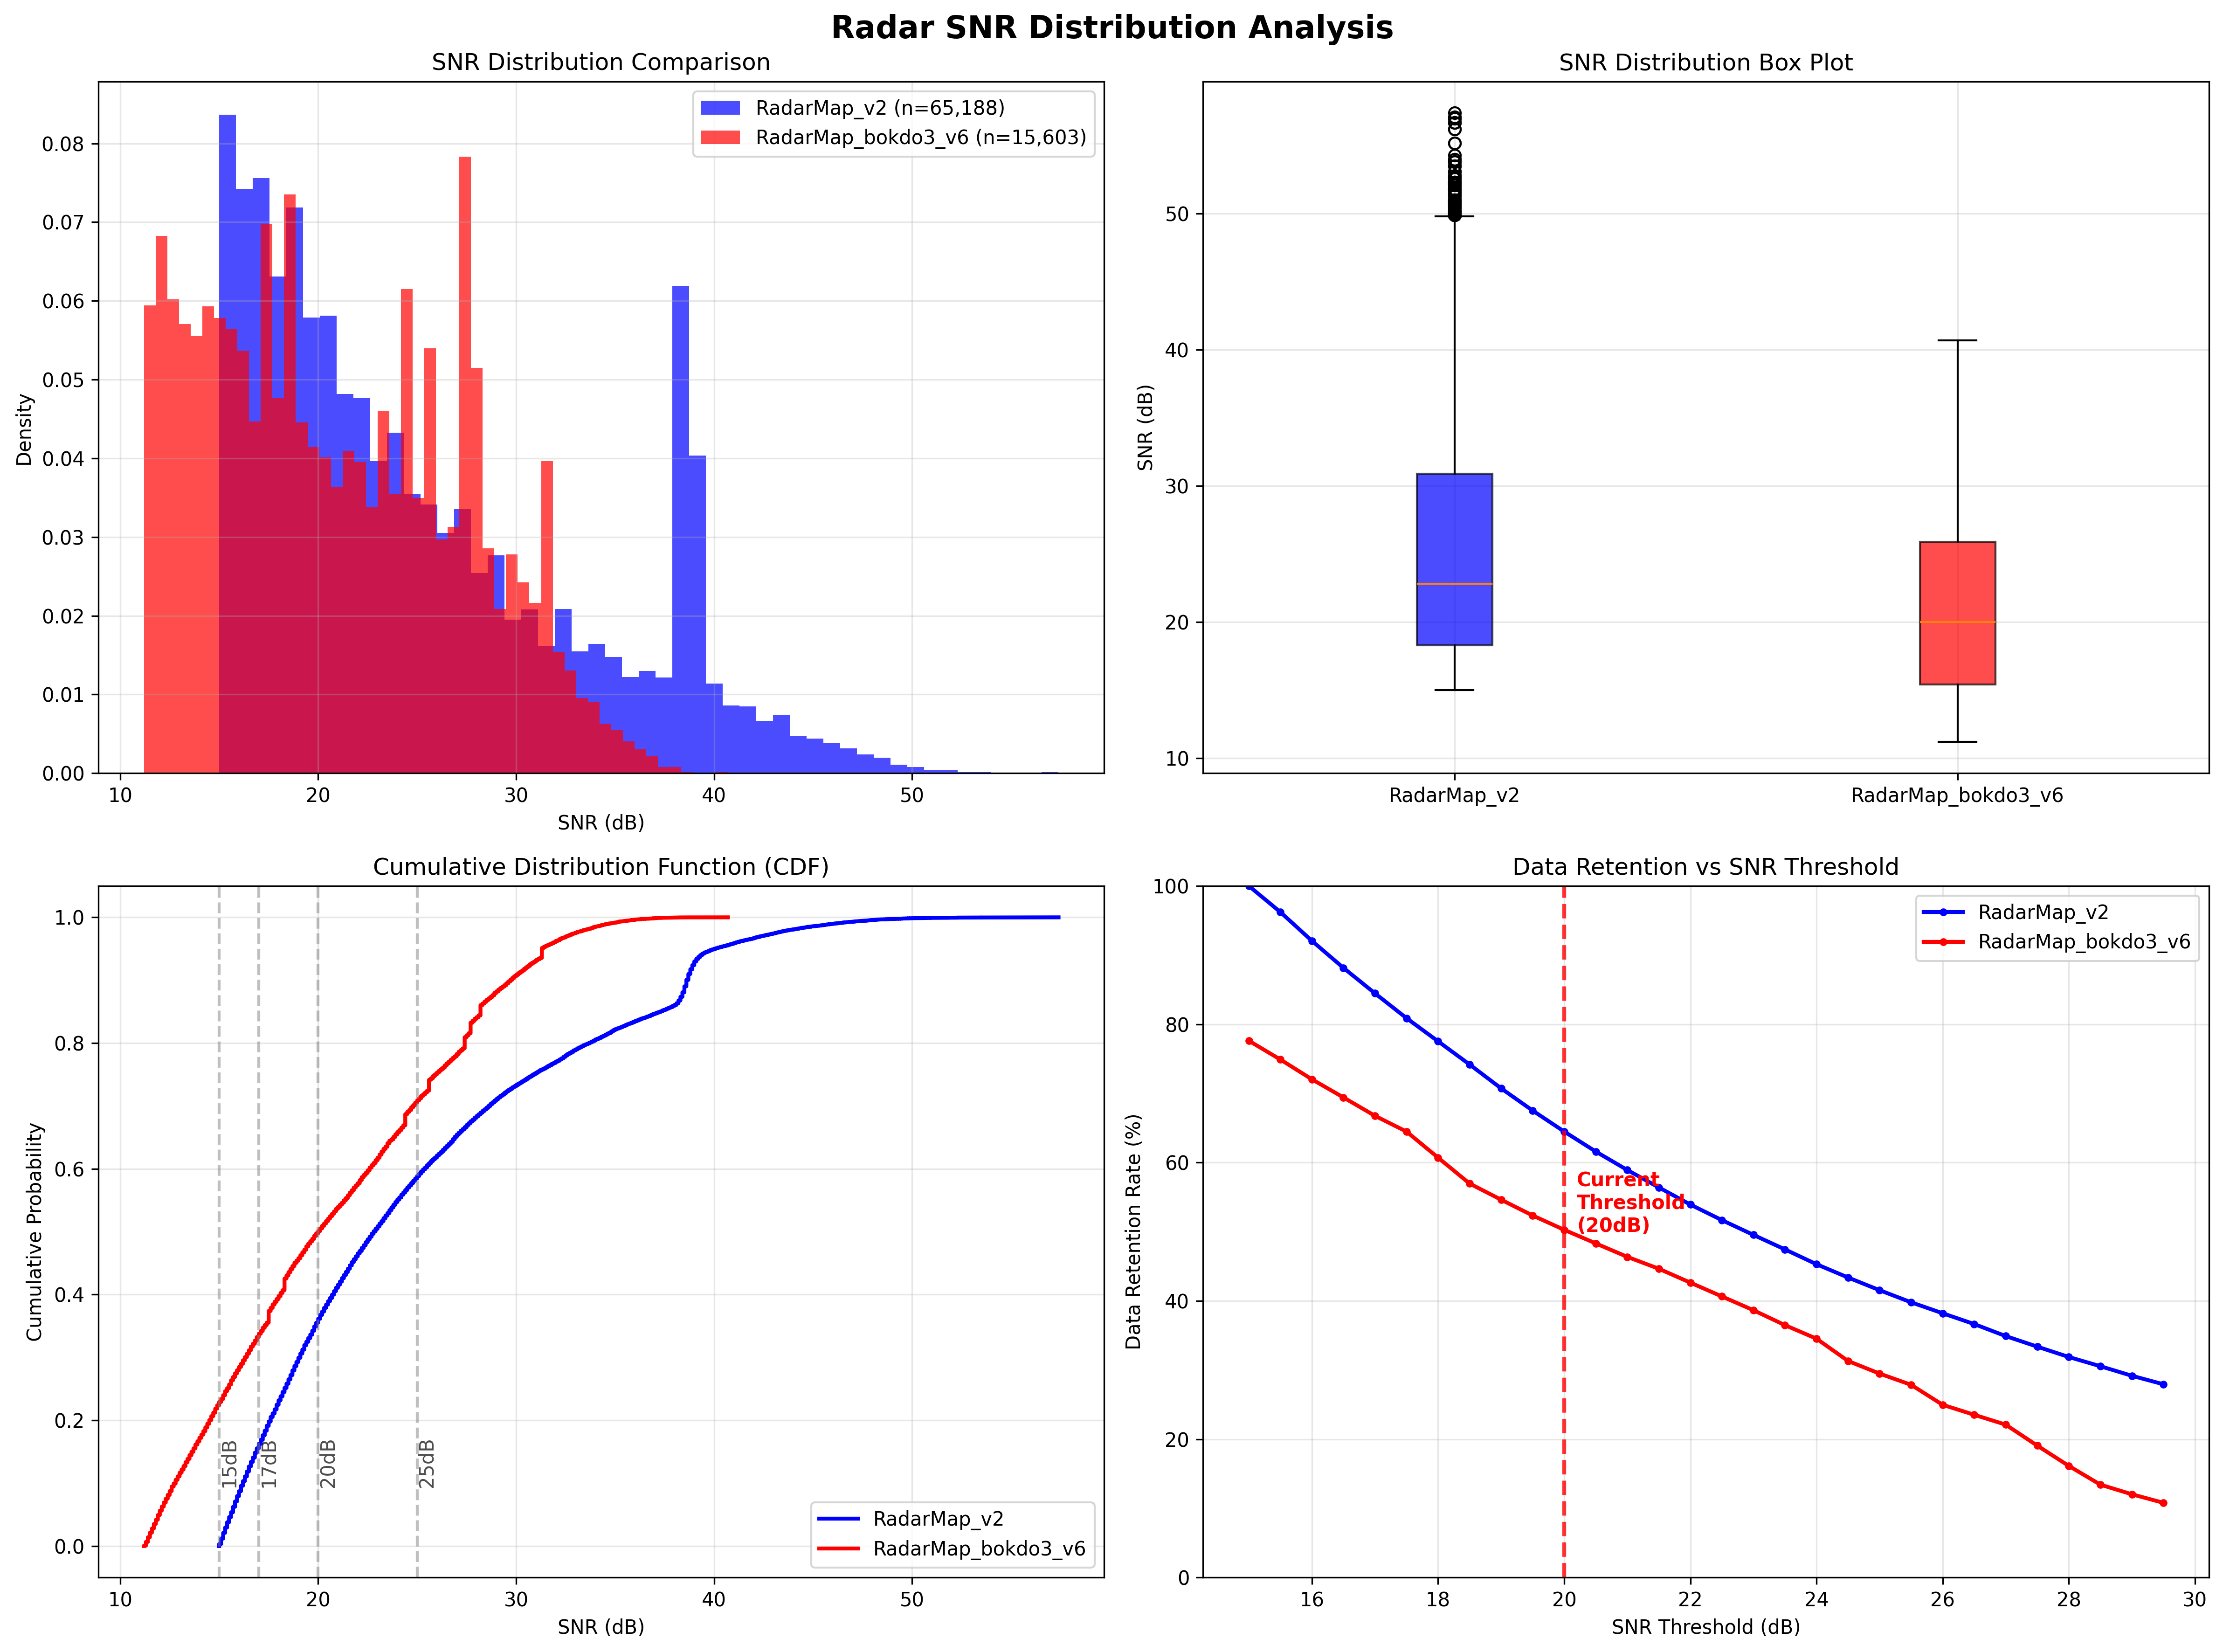 Radar SNR Distribution Analysis
SNR Distribution Comparison
RadarMap_v2 (n=65,188)
RadarMap_bokdo3_v6 (n=15,603)
Density
0.08
0.07
0.06
0.05
0.04
0.03
0.02
0.01
0.00
10 20 30 40 50
SNR (dB)
SNR Distribution Box Plot
SNR (dB)
50
40
30
20
10
RadarMap_v2 RadarMap_bokdo3_v6
Cumulative Distribution Function (CDF)
Cumulative Probability
1.0
0.8
0.6
0.4
0.2
0.0
15dB
17dB
20dB
25dB
RadarMap_v2
RadarMap_bokdo3_v6
10 20 30 40 50
SNR (dB)
Data Retention vs SNR Threshold
Data Retention Rate (%)
100
80
60
40
20
0
RadarMap_v2
RadarMap_bokdo3_v6
Current
Threshold
(20dB)
16 18 20 22 24 26 28 30
SNR Threshold (dB)